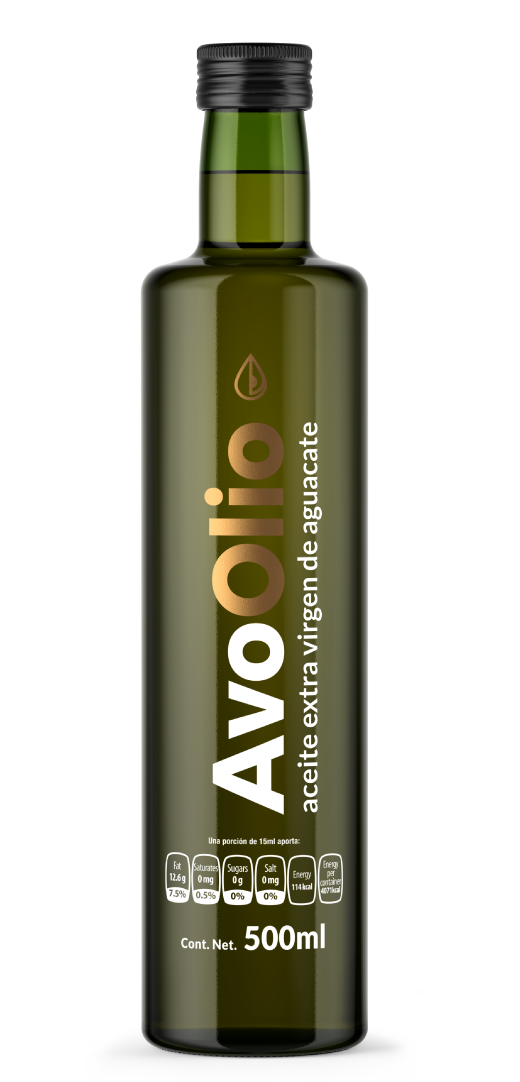 AvoOlio
aceite extra virgen de aguacate
Una porción de 15ml aporta:
Fat
12.6 g
7.5%
Saturates
0 mg
0.5%
Sugars
0 g
0%
Salt
0 mg
0%
Energy
114 kcal
Energy
per
container
4071kcal
Cont. Net. 500ml